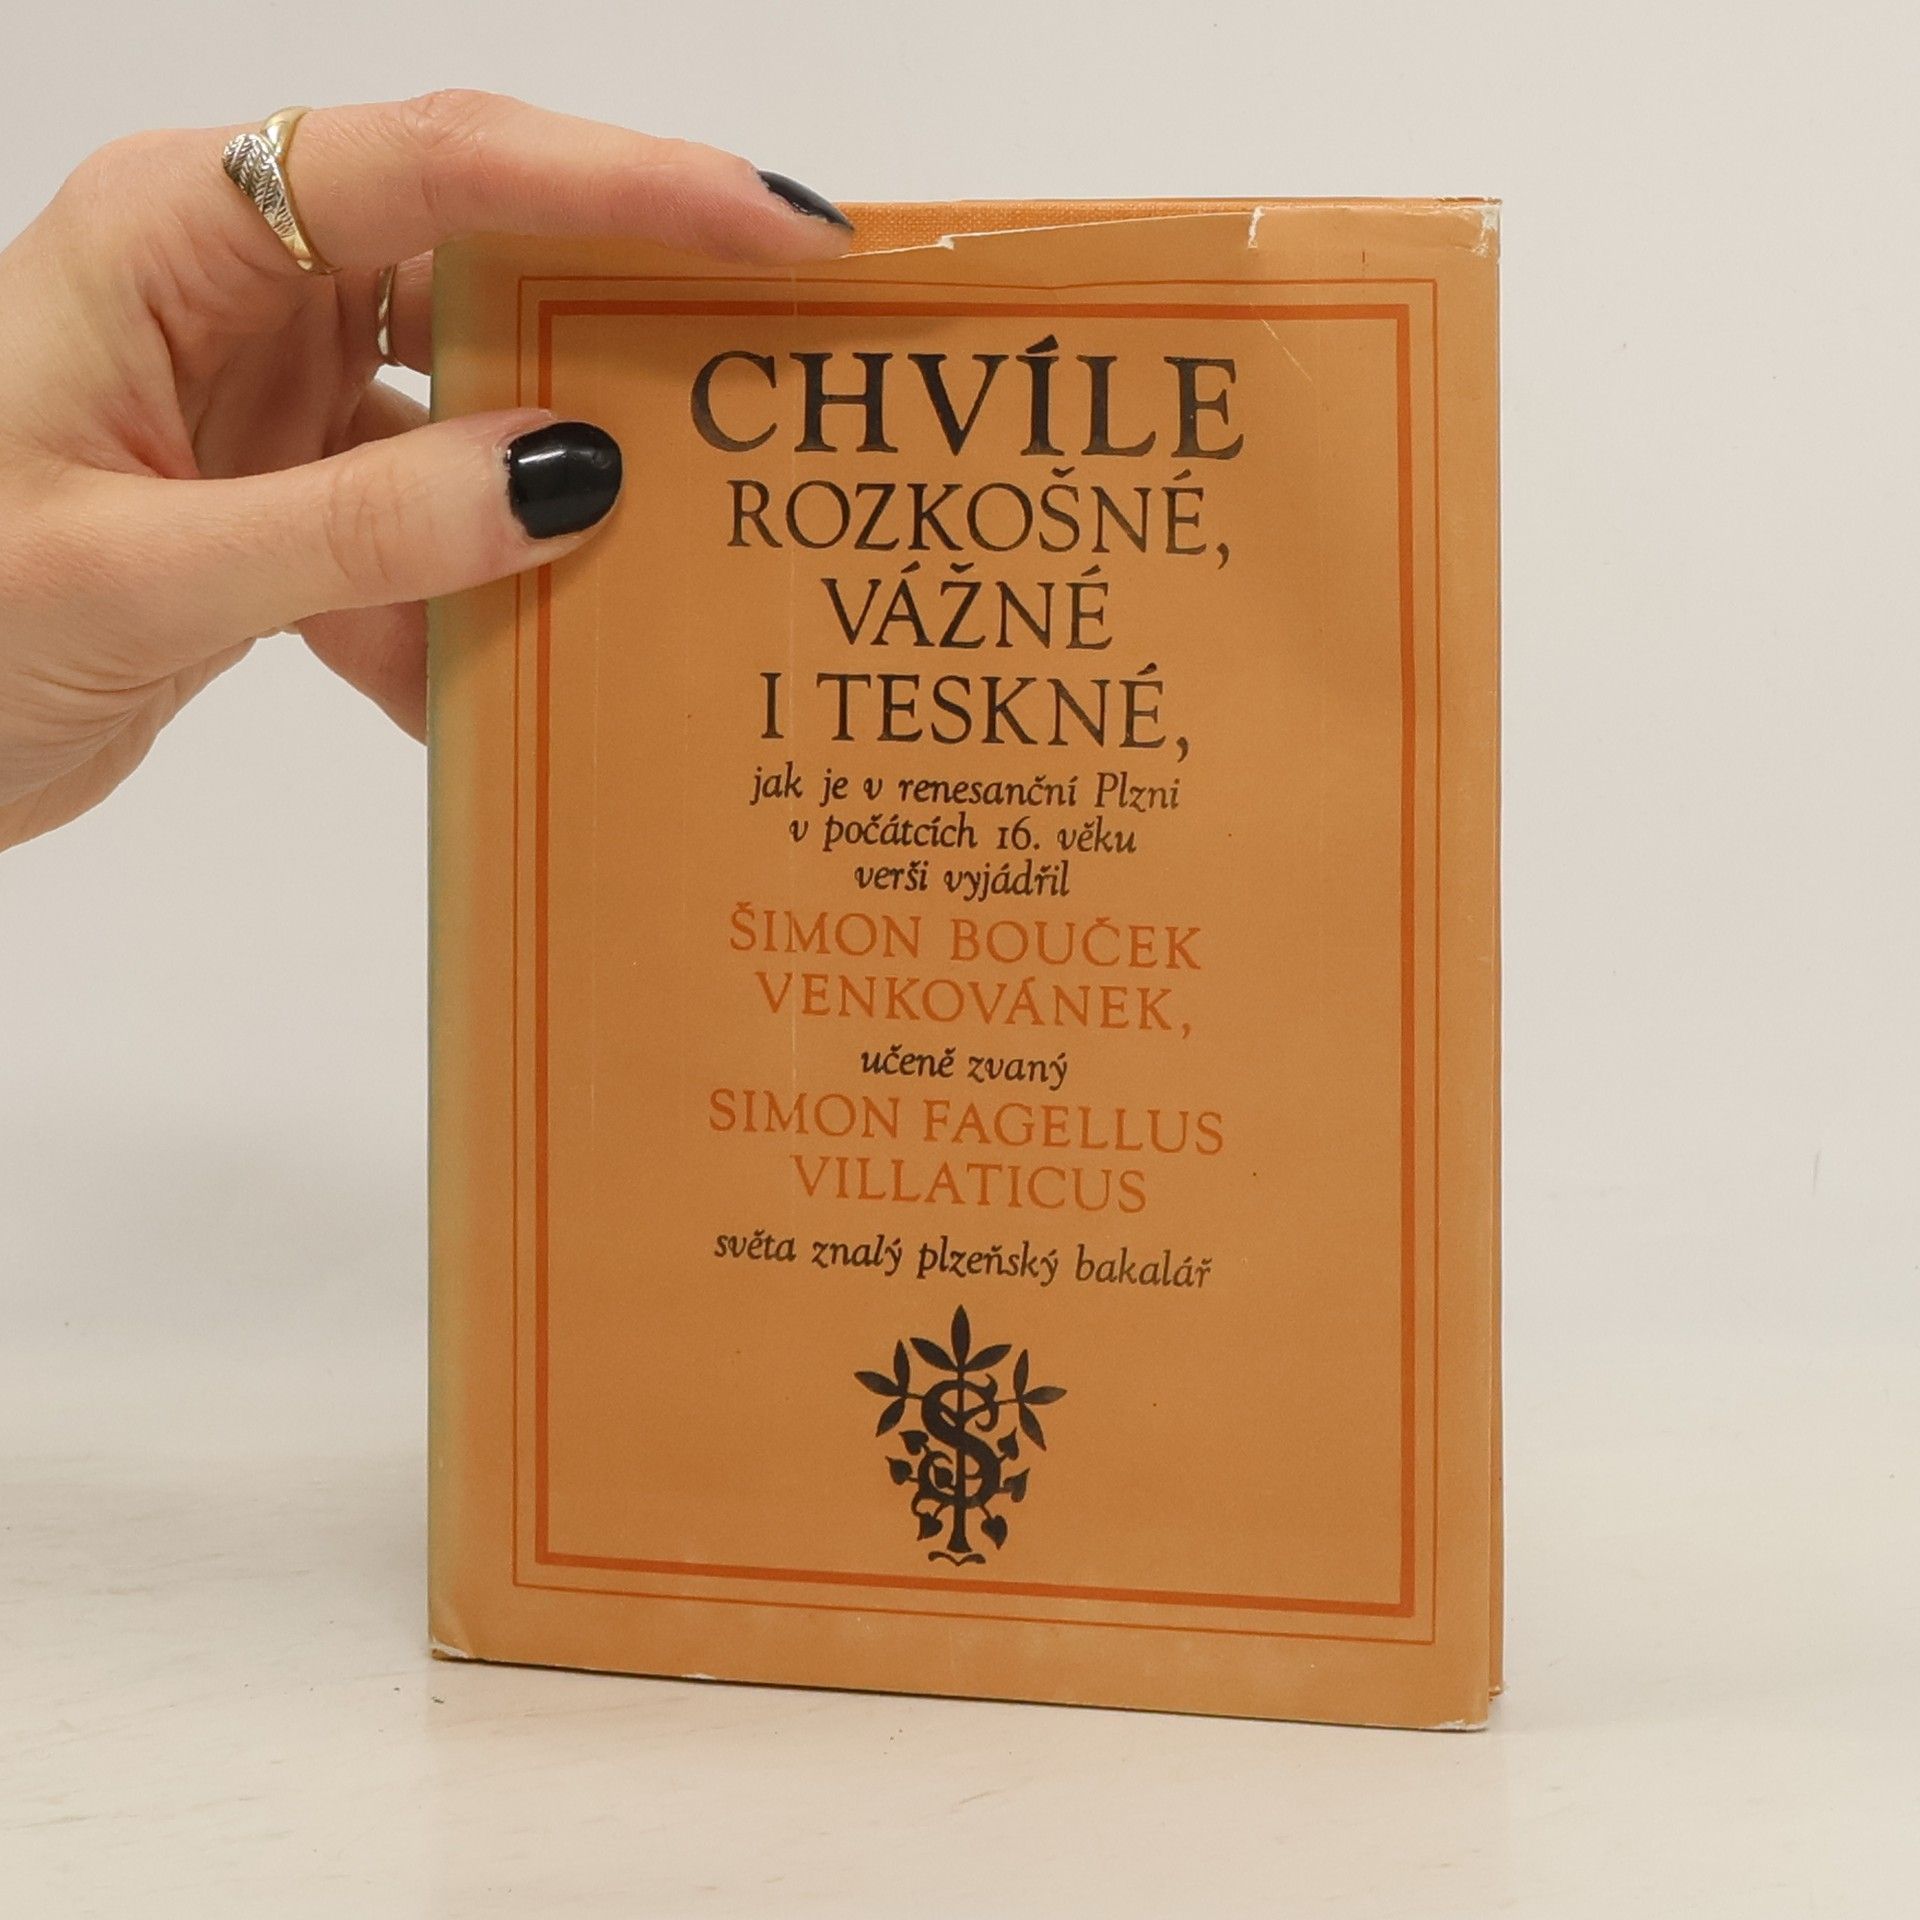 CHVÍLE
ROZKOŠNÉ,
VÁŽNÉ
I TESKNÉ,
jak je v renesanční Plzni
v počátcích 16. věku
verši vyjádřil
ŠIMON BOUČEK
VENKOVÁNEK,
učeně zvaný
SIMON FAGELLUS
VILLATICUS
světa znalý plzeňský bakalář